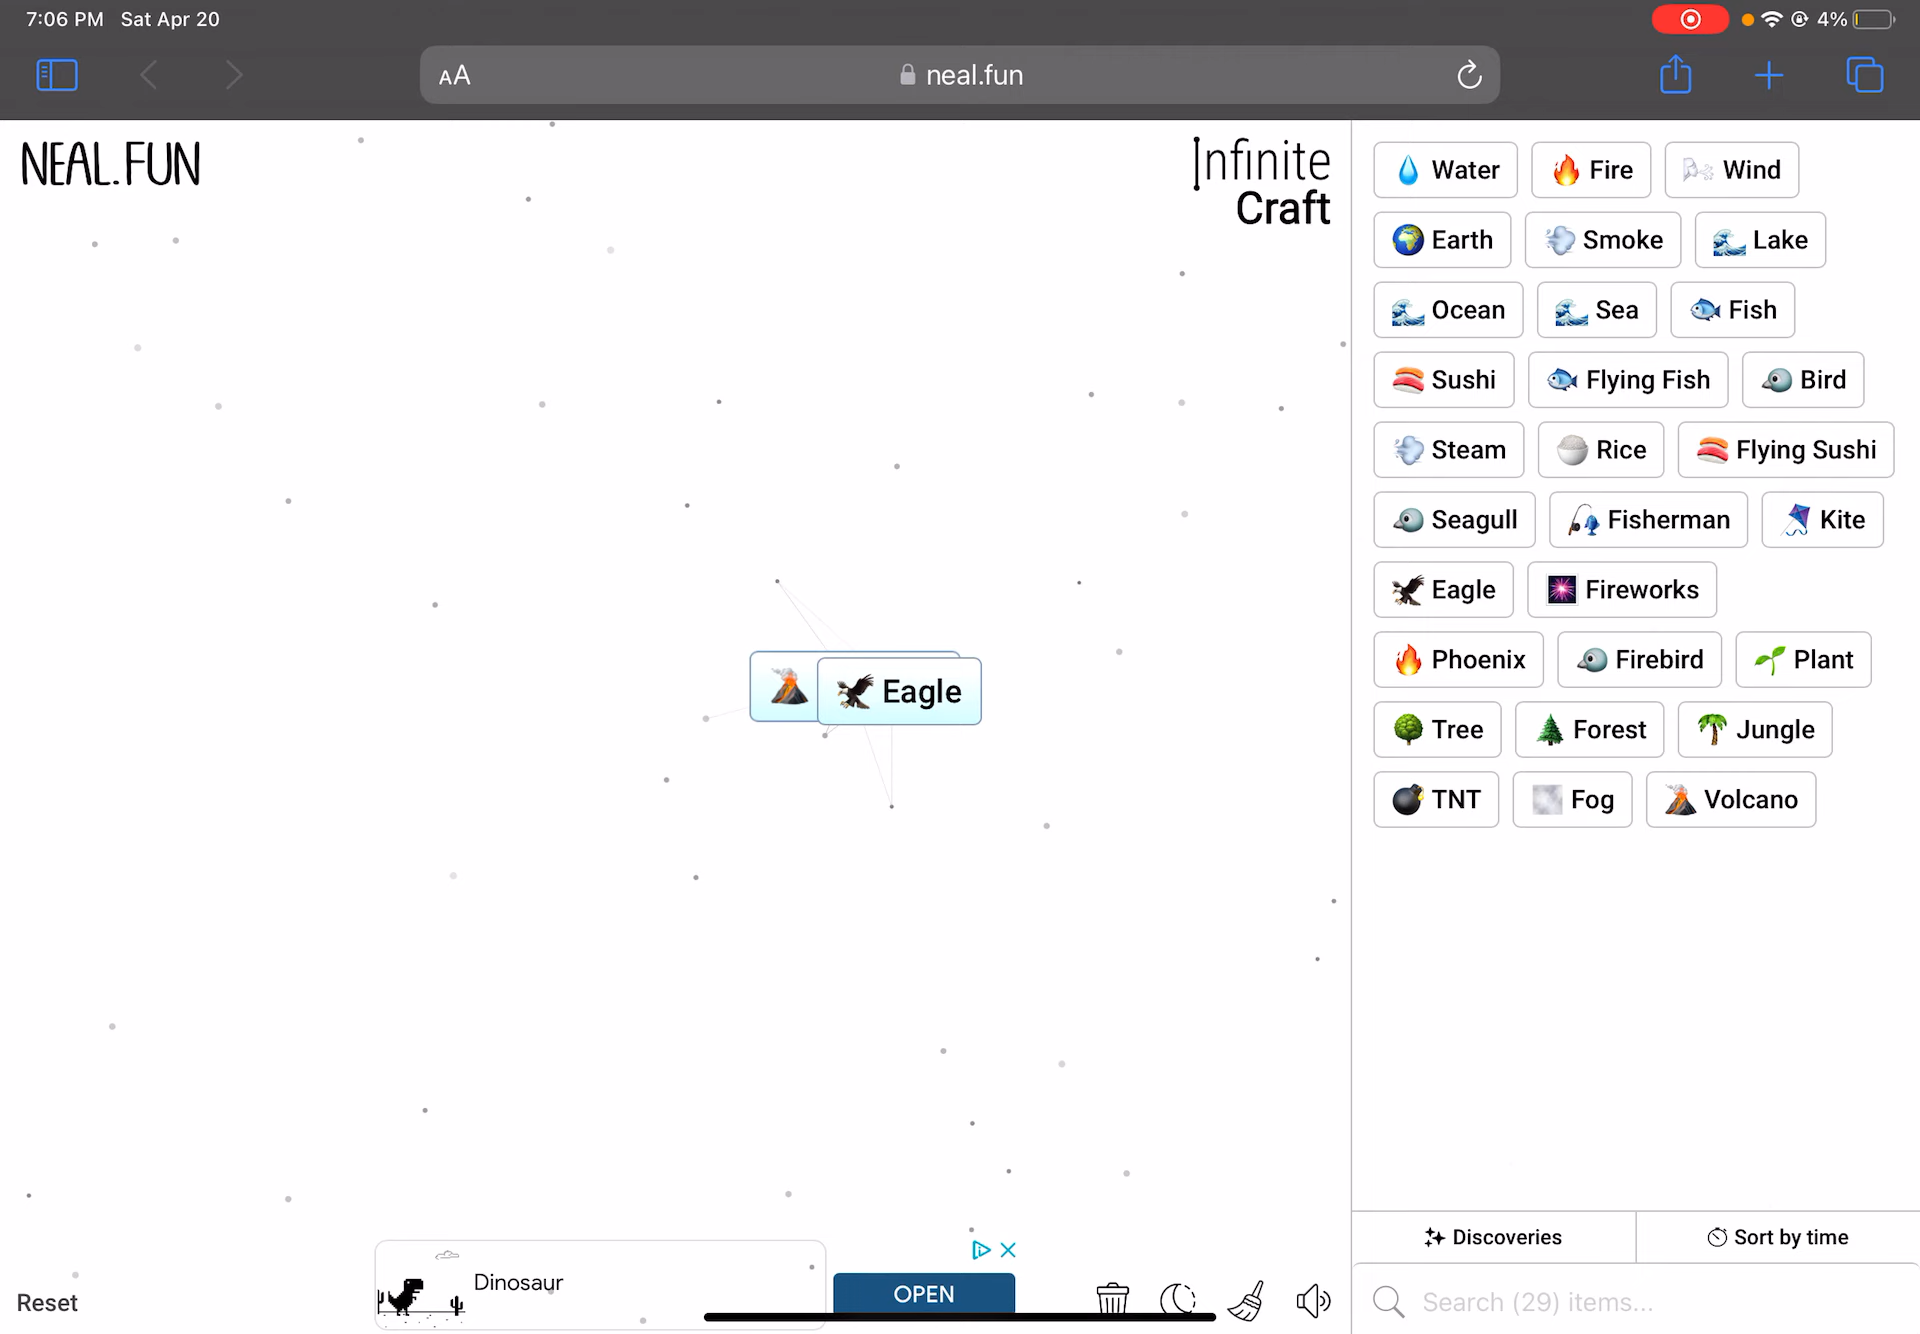 7:06 PM Sat Apr 20
4%
AA
neal.fun
NEAL.FUN
Infinite
Craft
Water
Fire
Wind
Earth
Smoke
Lake
Ocean
Sea
Fish
Sushi
Flying Fish
Bird
Steam
Rice
Flying Sushi
Seagull
Fisherman
Kite
Eagle
Fireworks
Phoenix
Firebird
Plant
Tree
Forest
Jungle
TNT
Fog
Volcano
Eagle
Discoveries
Sort by time
Search (29) items...
Reset
Dinosaur
OPEN